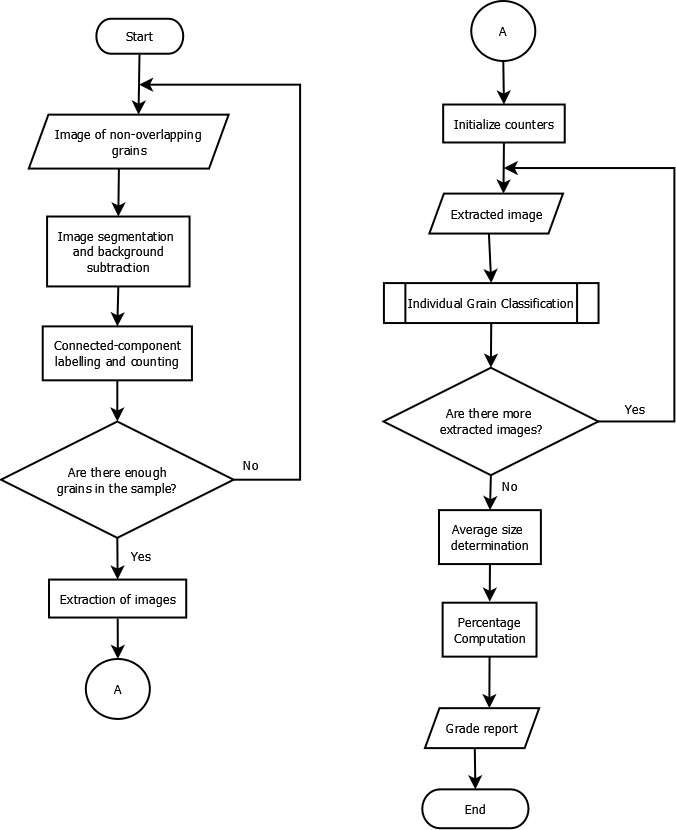 Start
Image of non-overlapping
grains
Image segmentation
and background
subtraction
Connected-component
labelling and counting
Are there enough
grains in the sample?
No
Yes
Extraction of images
A
A
Initialize counters
Extracted image
Individual Grain Classification
Are there more
extracted images?
Yes
No
Average size
determination
Percentage
Computation
Grade report
End